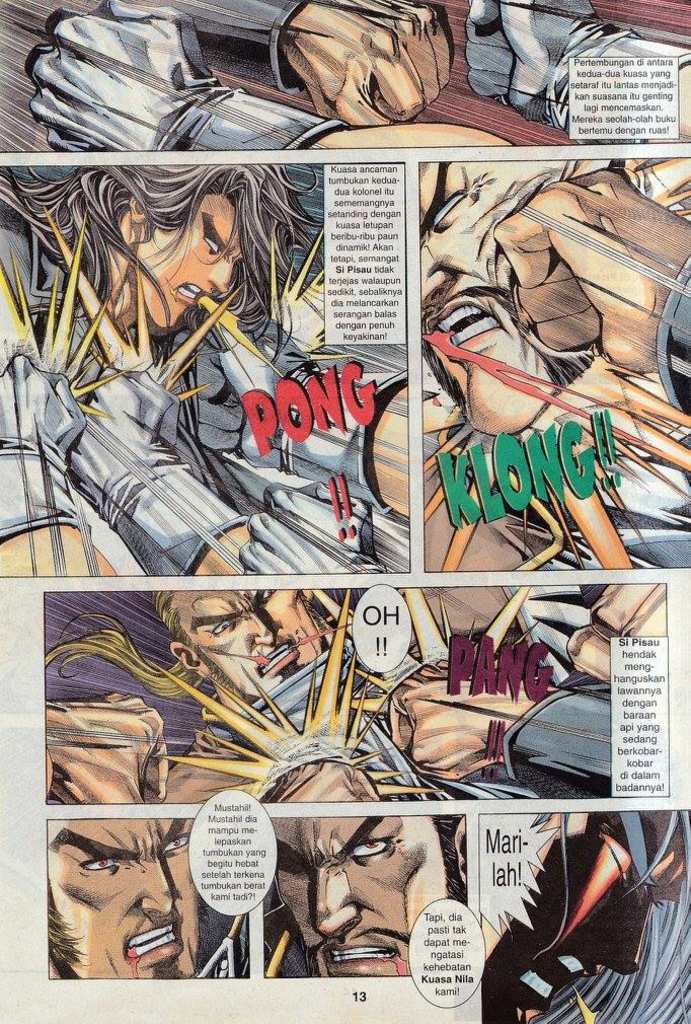 Pertembungan di antara
kedua-dua kuasa yang
setaraf itu lantas menjadi-
kan suasana itu genting
lagi mencemaskan.
Mereka seolah-olah buku
bertemu dengan ruas!
Kuasa ancaman
tumbukan kedua-
dua kolonel itu
sememangnya
setanding dengan
kuasa letupan
beribu-ribu paun
dinamik! Akan
tetapi, semangat
Si Pisau tidak
terjejas walaupun
sedikit, sebaliknya
dia melancarkan
serangan balas
dengan penuh
keyakinan!
PONG
!!
KLONG!!
OH
!!
PANG
!!!
Si Pisau
hendak
meng-
hanguskan
lawannya
dengan
baraan
api yang
sedang
berkobar-
kobar
di dalam
badannya!
Mustahil!
Mustahil dia
mampu me-
lepaskan
tumbukan yang
begitu hebat
setelah terkena
tumbukan berat
kami tadi?!
Tapi, dia
pasti tak
dapat me-
ngatasi
kehebatan
Kuasa Nila
kami!
Mari-
lah!
13